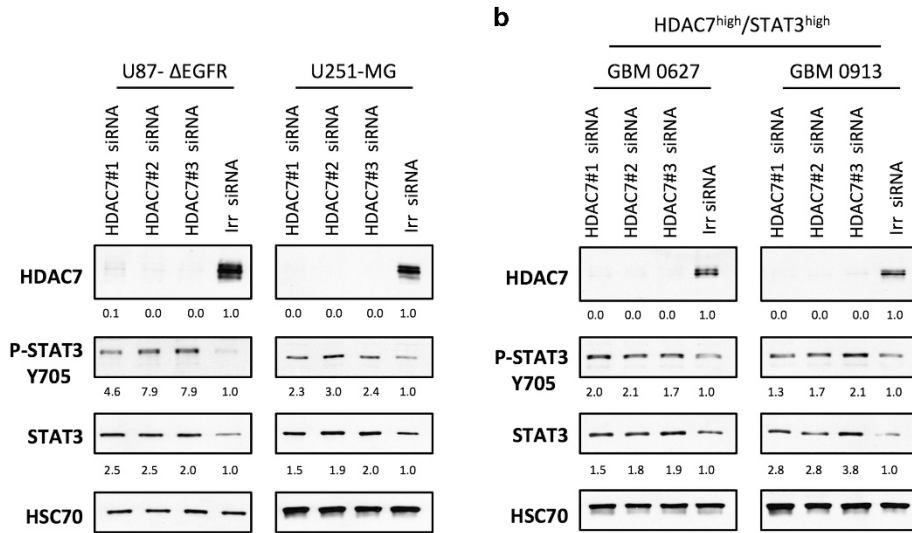 b
HDAC7high/STAT3high
U87- ΔEGFR
U251-MG
GBM 0627
GBM 0913
HDAC7#1 siRNA
HDAC7#2 siRNA
HDAC7#3 siRNA
Irr siRNA
HDAC7#1 siRNA
HDAC7#2 siRNA
HDAC7#3 siRNA
Irr siRNA
HDAC7#1 siRNA
HDAC7#2 siRNA
HDAC7#3 siRNA
Irr siRNA
HDAC7#1 siRNA
HDAC7#2 siRNA
HDAC7#3 siRNA
Irr siRNA
HDAC7
0.1 0.0 0.0 1.0
0.0 0.0 0.0 1.0
P-STAT3
Y705
4.6 7.9 7.9 1.0
2.3 3.0 2.4 1.0
STAT3
2.5 2.5 2.0 1.0
1.5 1.9 2.0 1.0
HSC70
HDAC7
0.0 0.0 0.0 1.0
0.0 0.0 0.0 1.0
P-STAT3
Y705
2.0 2.1 1.7 1.0
1.3 1.7 2.1 1.0
STAT3
1.5 1.8 1.9 1.0
2.8 2.8 3.8 1.0
HSC70